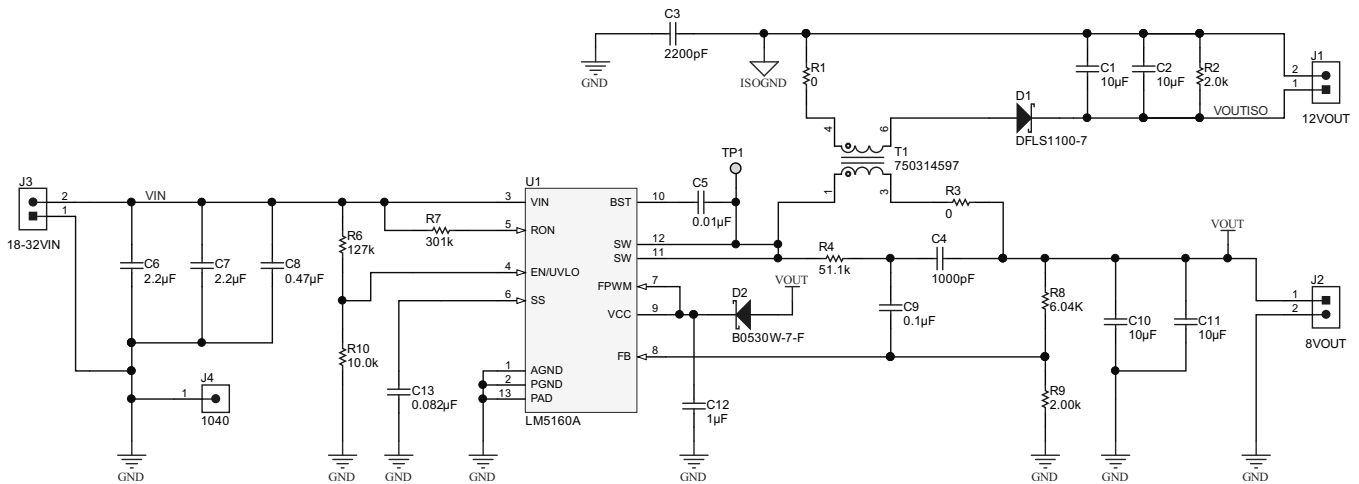 C3
2200pF
GND
ISOGND
R1
0
C1
10µF
C2
10µF
R2
2.0k
J1
2
1
12VOUT
VOUTISO
D1
DFLS1100-7
4
6
T1
750314597
1
3
R3
0
TP1
J3
2
1
18-32VIN
VIN
C6
2.2µF
C7
2.2µF
C8
0.47µF
R6
127k
R7
301k
R10
10.0k
J4
1
1040
GND
GND
C13
0.082µF
GND
U1
3
VIN
5
RON
4
EN/UVLO
6
SS
1
AGND
2
PGND
13
PAD
BST
10
SW
12
SW
11
FPWM
7
VCC
9
FB
8
LM5160A
GND
C5
0.01µF
R4
51.1k
C4
1000pF
D2
B0530W-7-F
VOUT
C9
0.1µF
C12
1µF
GND
R8
6.04K
R9
2.00k
GND
C10
10µF
C11
10µF
GND
VOUT
J2
1
2
8VOUT
GND